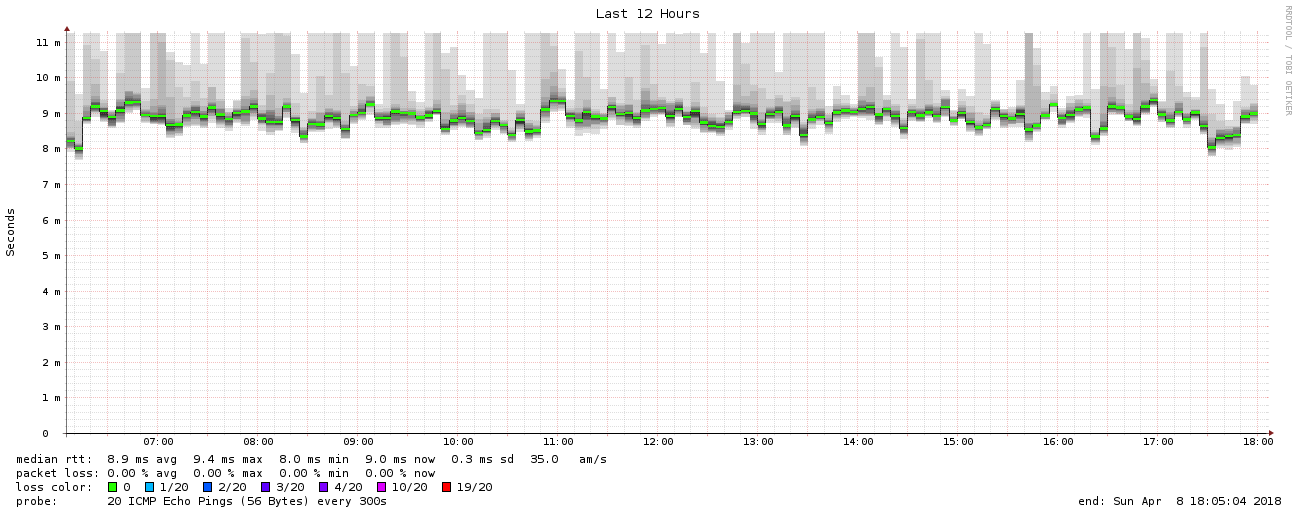 Last 12 Hours
RRDTOOL / TOBI OETIKER
Seconds
11 m
10 m
9 m
8 m
7 m
6 m
5 m
4 m
3 m
2 m
1 m
0
07:00 08:00 09:00 10:00 11:00 12:00 13:00 14:00 15:00 16:00 17:00 18:00
median rtt: 8.9 ms avg 9.4 ms max 8.0 ms min 9.0 ms now 0.3 ms sd 35.0 am/s
packet loss: 0.00 % avg 0.00 % max 0.00 % min 0.00 % now
loss color: 0 1/20 2/20 3/20 4/20 10/20 19/20
probe: 20 ICMP Echo Pings (56 Bytes) every 300s end: Sun Apr 8 18:05:04 2018